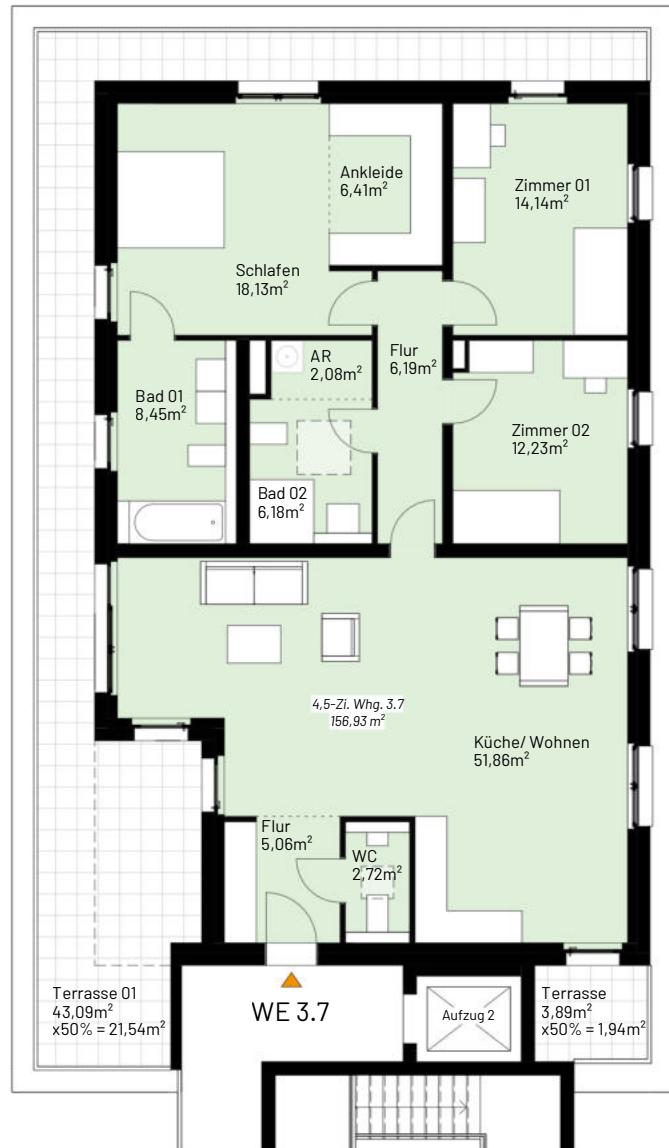 Ankleide
6,41m²
Zimmer 01
14,14m²
Schlafen
18,13m²
AR
2,08m²
Flur
6,19m²
Bad 01
8,45m²
Zimmer 02
12,23m²
Bad 02
6,18m²
4,5-Zi. Whg. 3.7
156,93 m²
Küche/ Wohnen
51,86m²
Flur
5,06m²
WC
2,72m²
Terrasse 01
43,09m²
x50% = 21,54m²
WE 3.7
Aufzug 2
Terrasse
3,89m²
x50% = 1,94m²